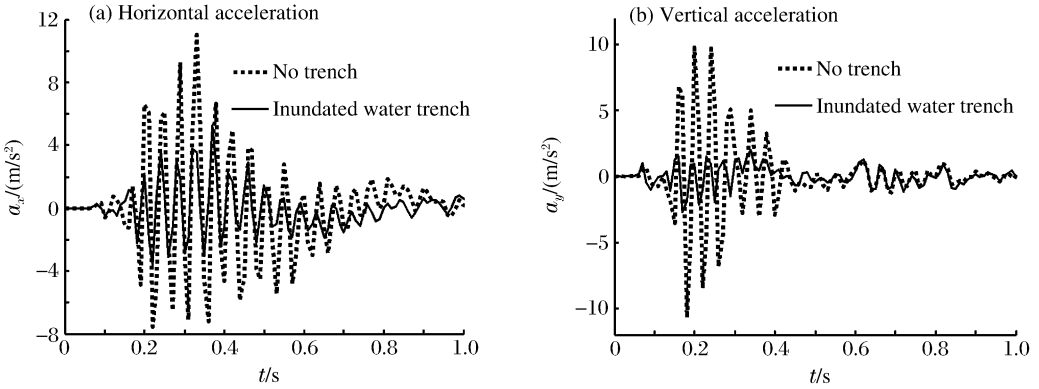 (a) Horizontal acceleration
12
8
4
0
−4
−8
aₓ/(m/s²)
No trench
Inundated water trench
0 0.2 0.4 0.6 0.8 1.0
t/s
(b) Vertical acceleration
10
5
0
−5
−10
a_y/(m/s²)
No trench
Inundated water trench
0 0.2 0.4 0.6 0.8 1.0
t/s